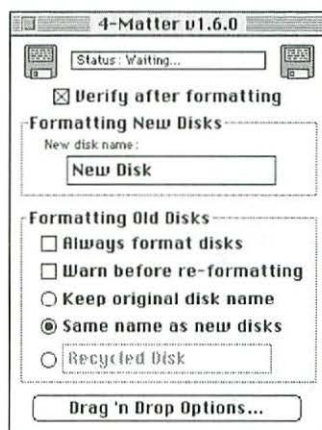 4-Matter v1.6.0
Status: Waiting...
Verify after formatting
Formatting New Disks
New disk name:
New Disk
Formatting Old Disks
Always format disks
Warn before re-formatting
Keep original disk name
Same name as new disks
Recycled Disk
Drag 'n Drop Options...